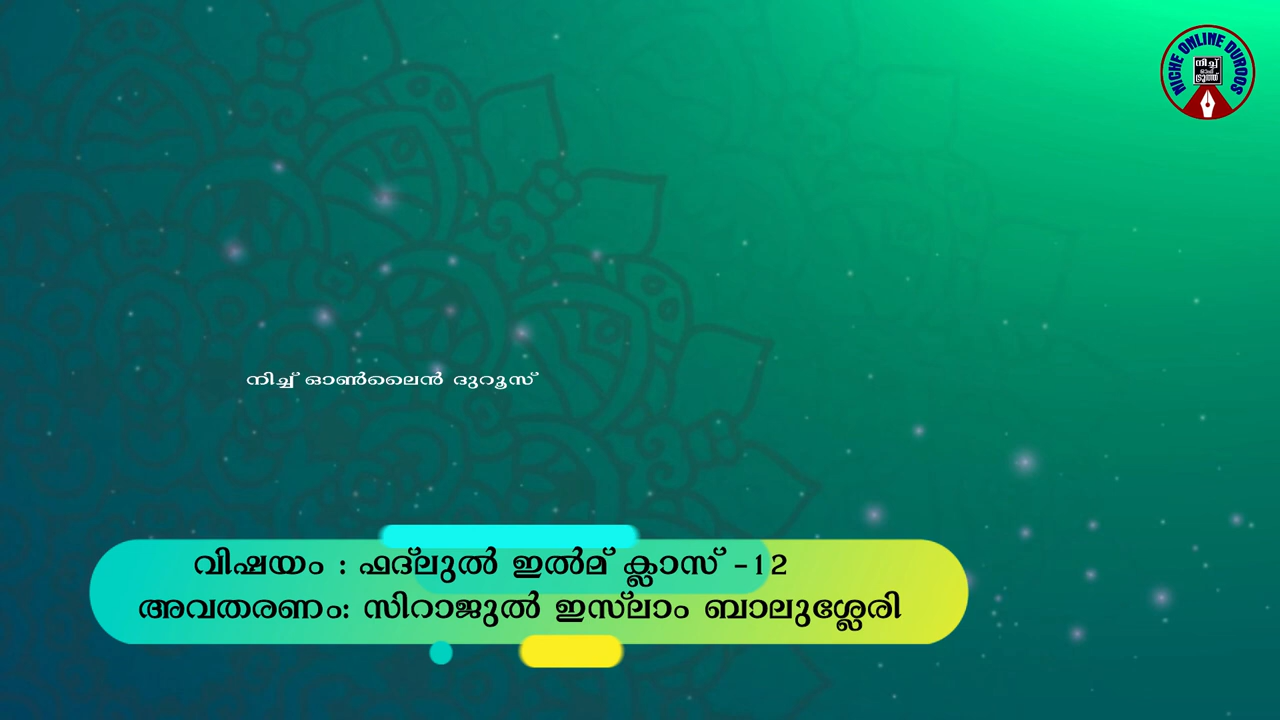 NICHE ONLINE DUROOS
നിച്ച് ഓൺലൈൻ ദുറൂസ്
വിഷയം : ഫദ്‌ലുൽ ഇൽമ് ക്ലാസ് -12
അവതരണം: സിറാജുൽ ഇസ്‌ലാം ബാലുശ്ശേരി